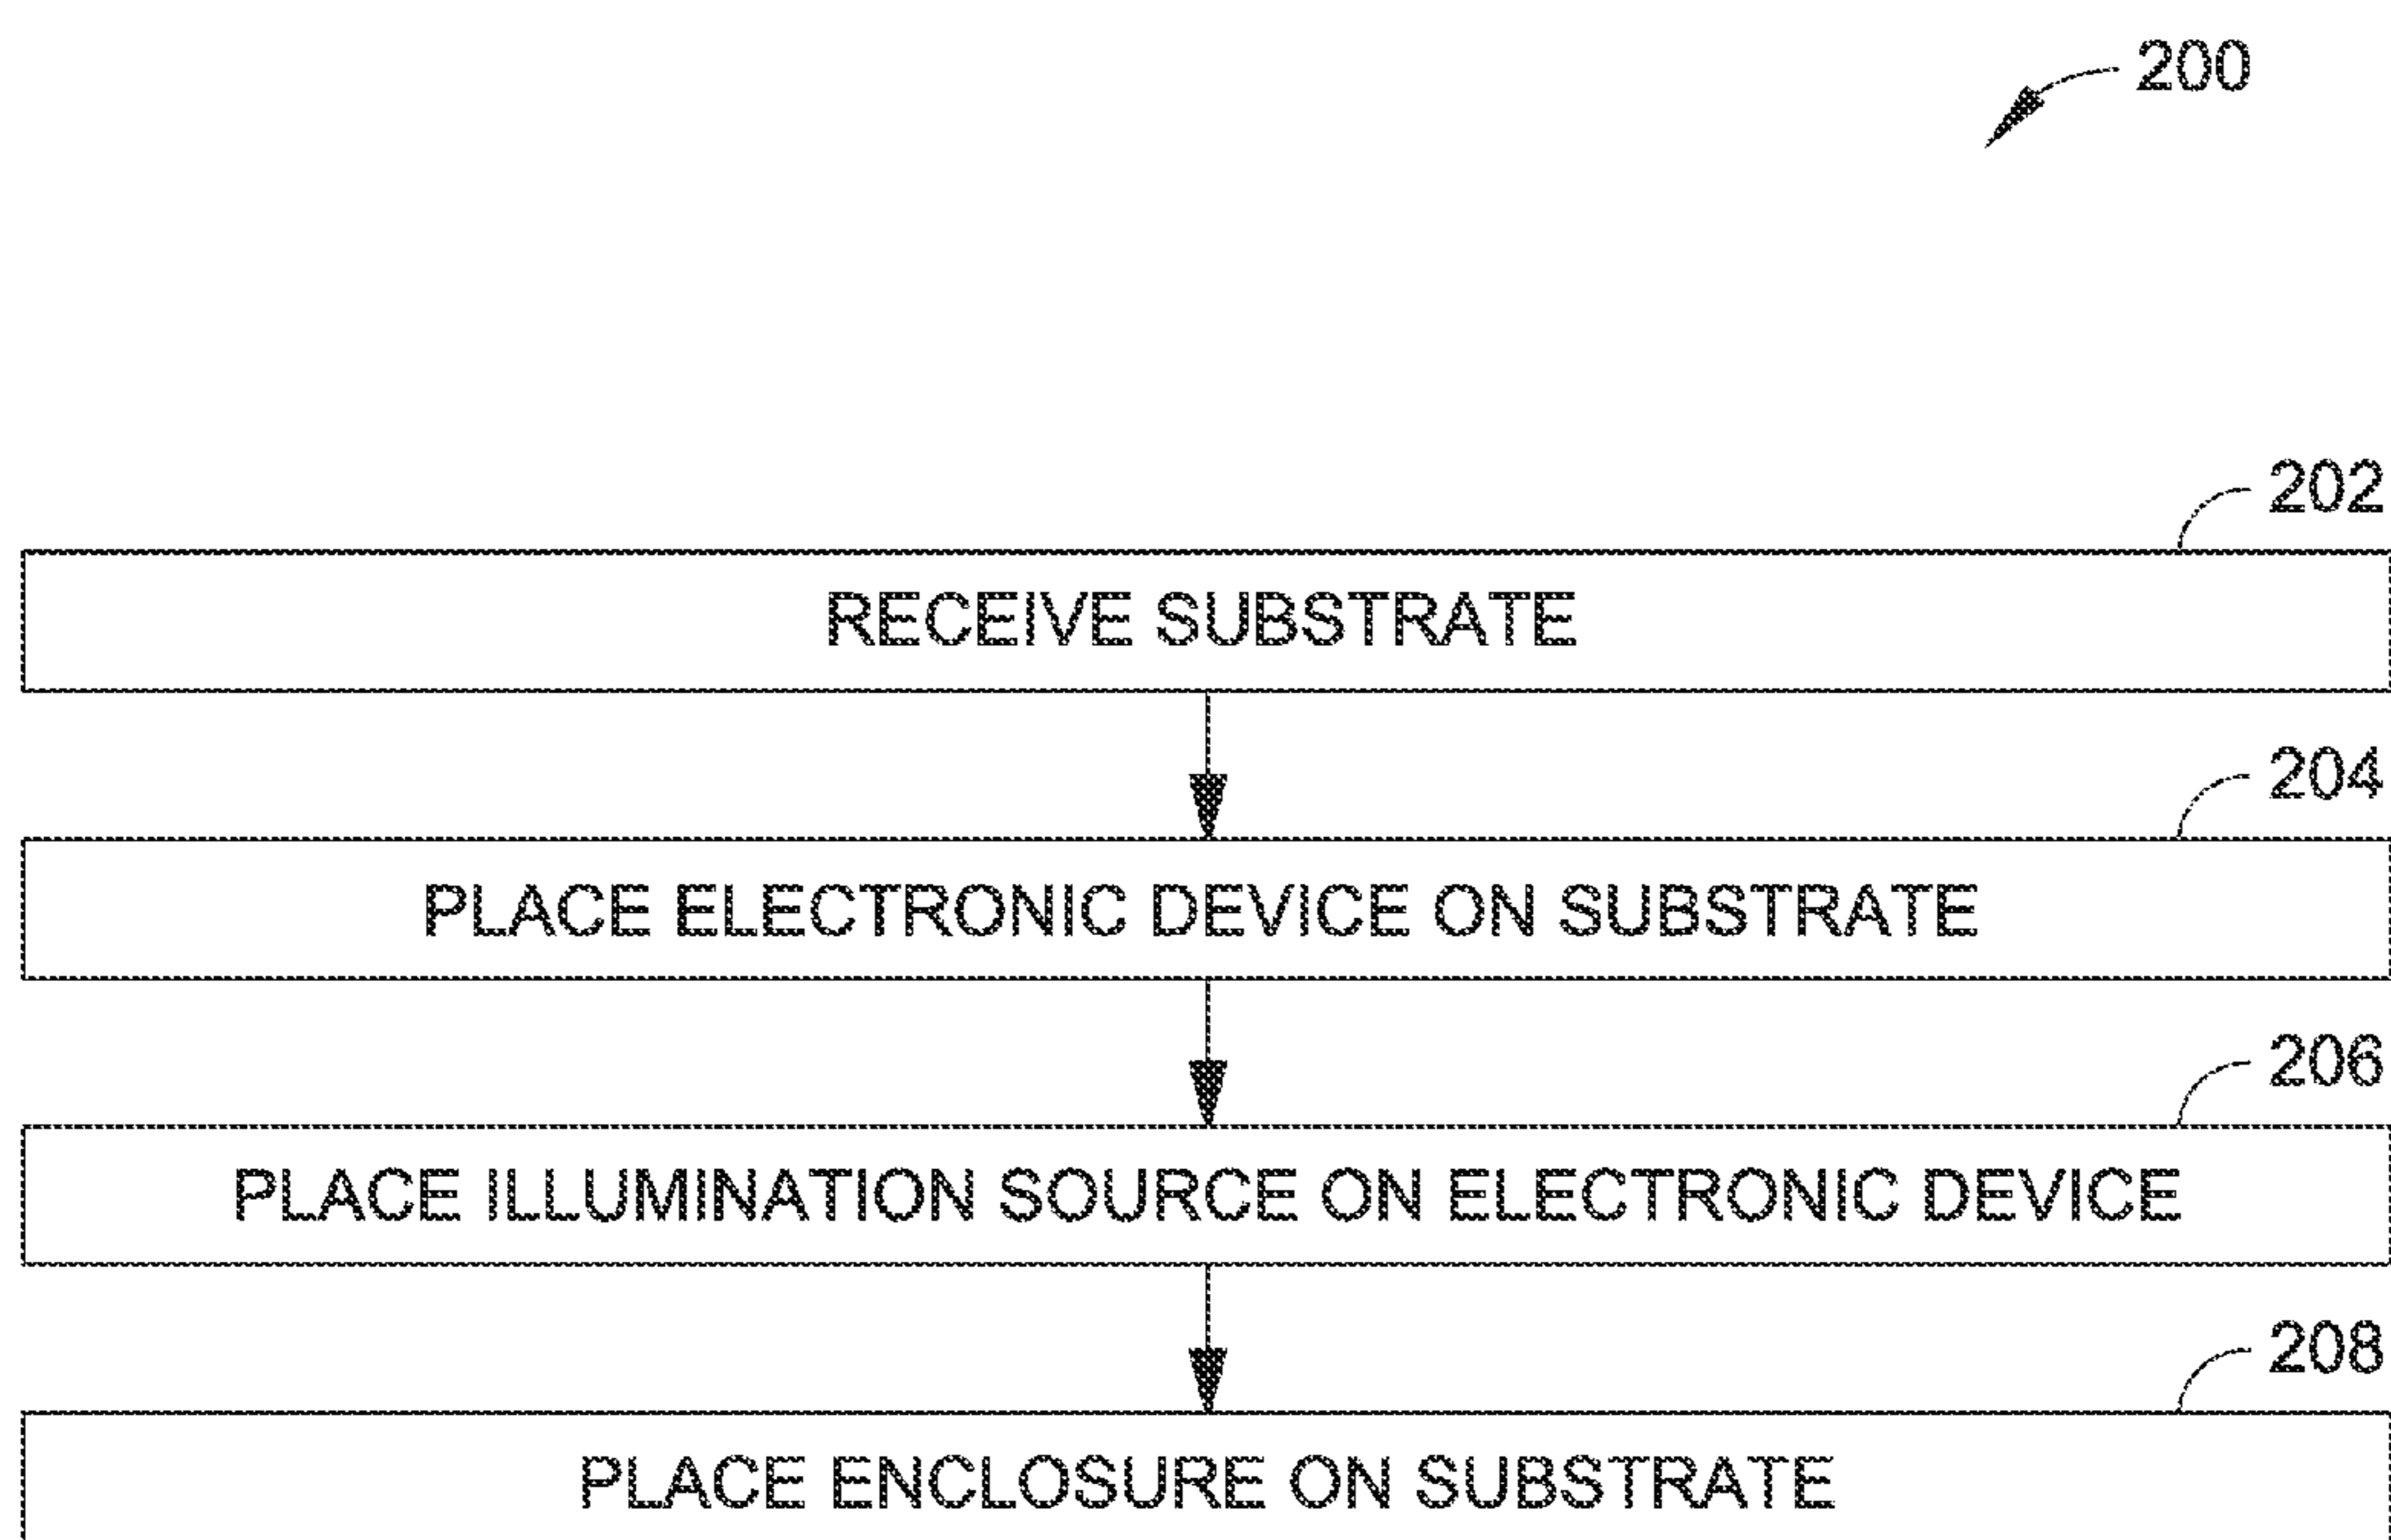 200
202
RECEIVE SUBSTRATE
204
PLACE ELECTRONIC DEVICE ON SUBSTRATE
206
PLACE ILLUMINATION SOURCE ON ELECTRONIC DEVICE
208
PLACE ENCLOSURE ON SUBSTRATE